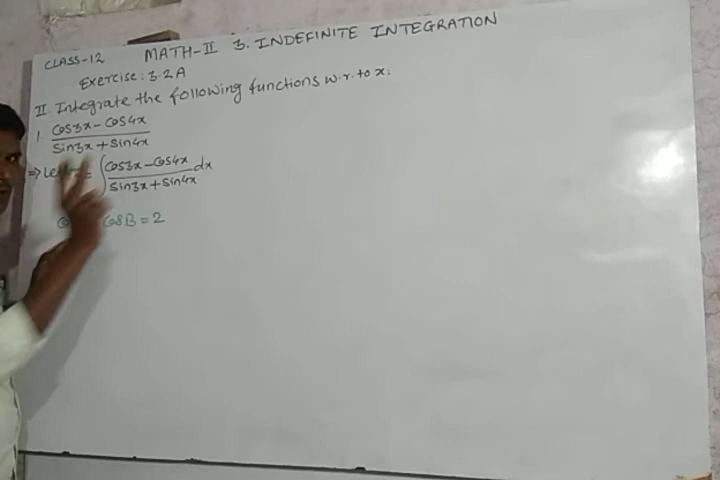 CLASS-12 MATH-II 3. INDEFINITE INTEGRATION
Exercise: 3.2A
II. Integrate the following functions w.r.to x:
1. cos3x - cos4x
sin3x + sin4x
⇒ = ∫ cos3x - cos4x dx
sin3x + sin4x
cosB = 2